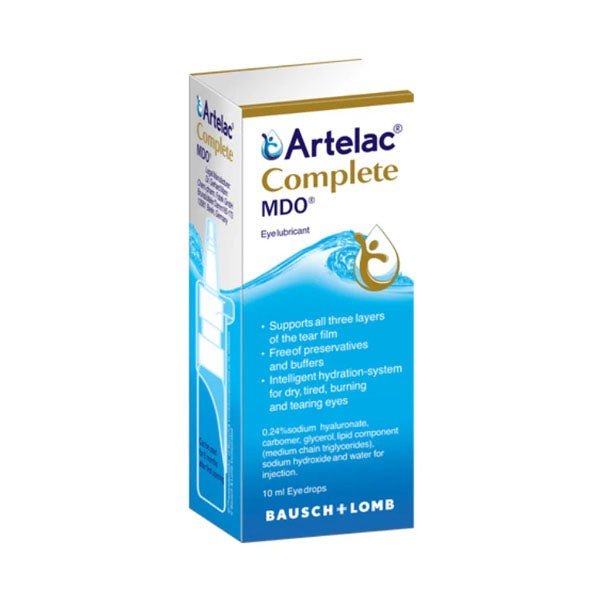 Artelac®
Complete
MDO®
Eye lubricant
• Supports all three layers
of the tear film
• Free of preservatives
and buffers
• Intelligent hydration-system
for dry, tired, burning
and tearing eyes
0.24% sodium hyaluronate,
carbomer, glycerol, lipid component
(medium chain triglycerides),
sodium hydroxide and water for
injection.
10 ml Eye drops
BAUSCH + LOMB
Artelac®
Complete
MDO®
Legal Manufacturer: